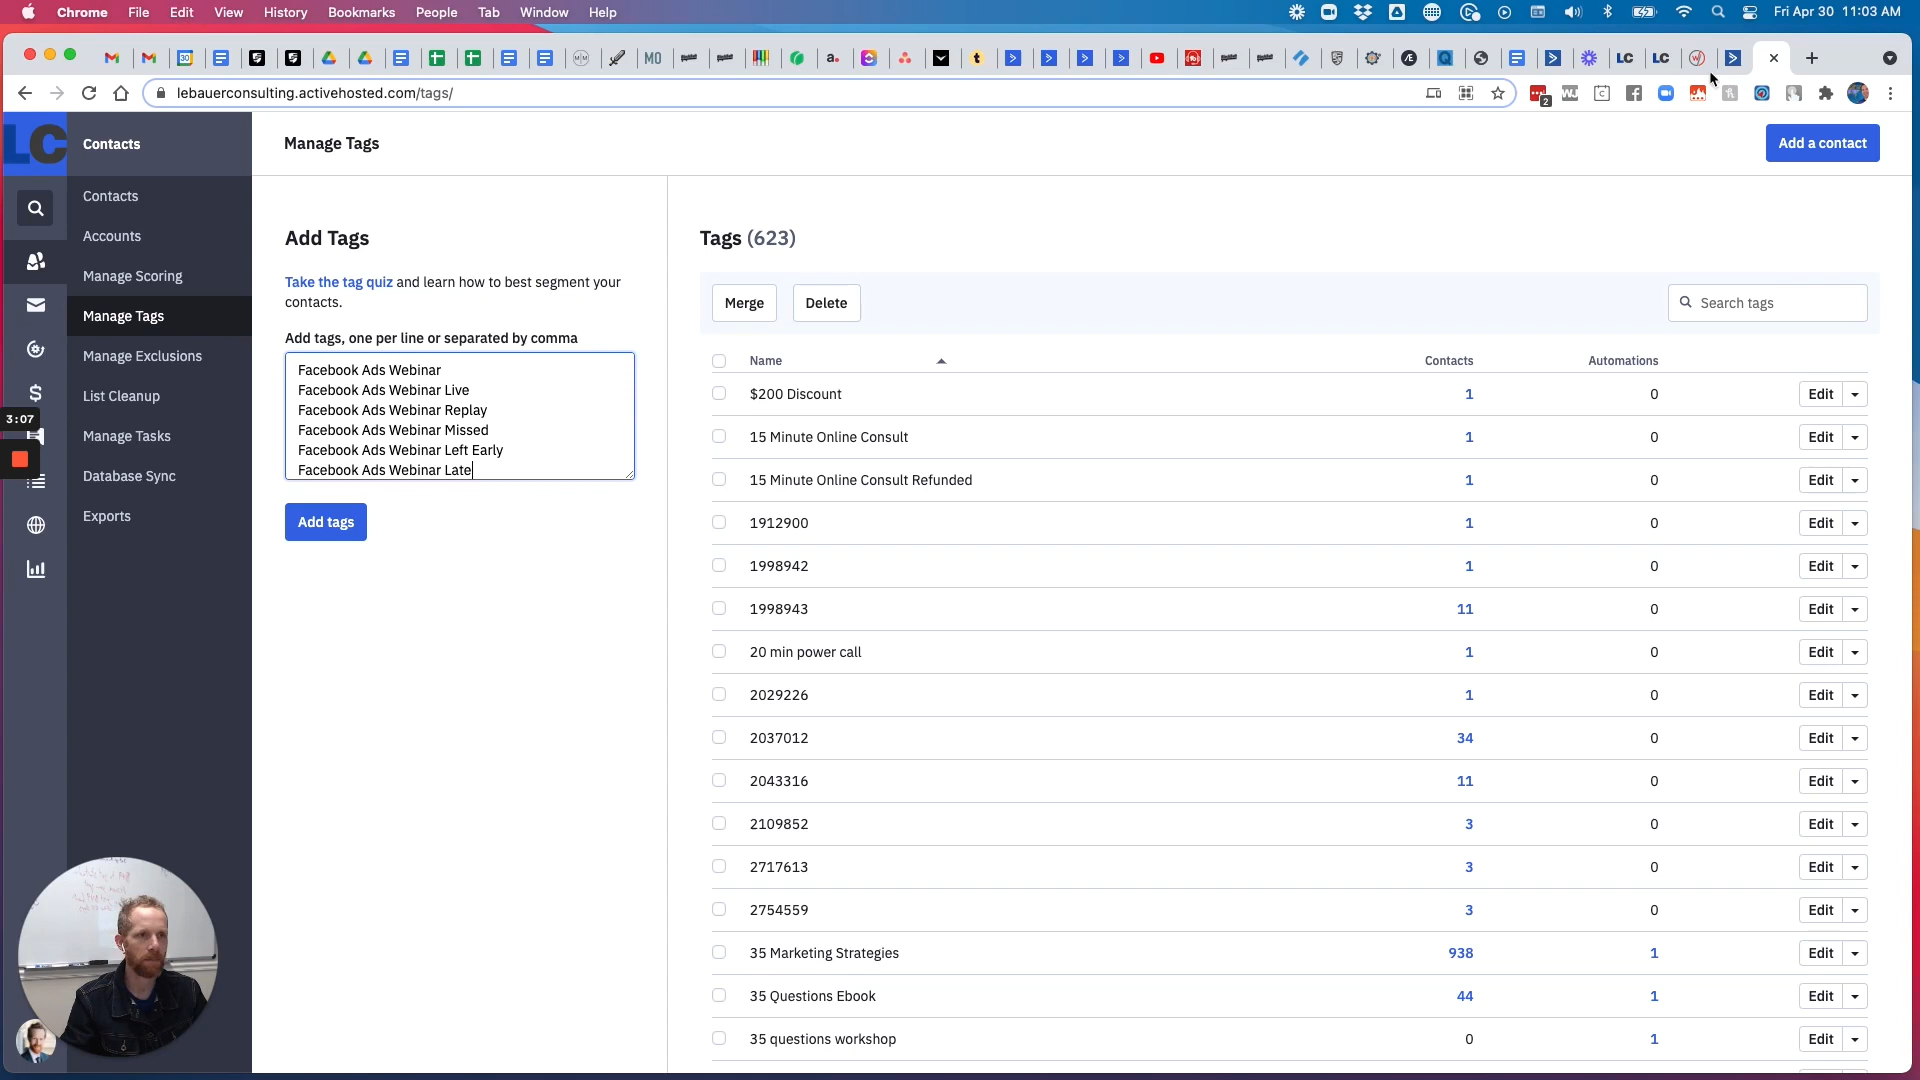 Chrome File Edit View History Bookmarks People Tab Window Help
Fri Apr 30 11:03 AM
lebauerconsulting.activehosted.com/tags/
2
LC
Contacts
Contacts
Accounts
Manage Scoring
Manage Tags
Manage Exclusions
List Cleanup
Manage Tasks
Database Sync
Exports
3:07
Manage Tags
Add a contact
Add Tags
Take the tag quiz and learn how to best segment your
contacts.
Add tags, one per line or separated by comma
Facebook Ads Webinar
Facebook Ads Webinar Live
Facebook Ads Webinar Replay
Facebook Ads Webinar Missed
Facebook Ads Webinar Left Early
Facebook Ads Webinar Late
Add tags
Tags (623)
Merge Delete
Search tags
Name Contacts Automations
$200 Discount 1 0 Edit
15 Minute Online Consult 1 0 Edit
15 Minute Online Consult Refunded 1 0 Edit
1912900 1 0 Edit
1998942 1 0 Edit
1998943 11 0 Edit
20 min power call 1 0 Edit
2029226 1 0 Edit
2037012 34 0 Edit
2043316 11 0 Edit
2109852 3 0 Edit
2717613 3 0 Edit
2754559 3 0 Edit
35 Marketing Strategies 938 1 Edit
35 Questions Ebook 44 1 Edit
35 questions workshop 0 1 Edit